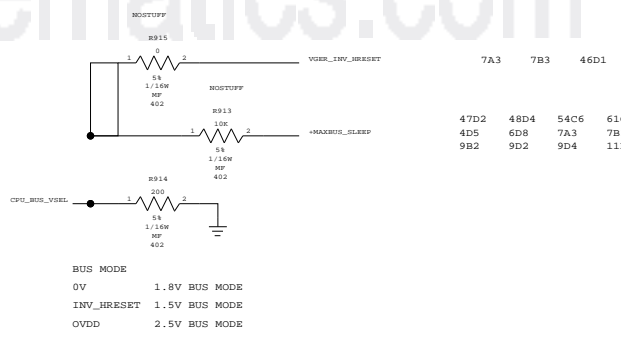 ematics.com
NOSTUFF
R915
0
1 2
5%
1/16W
MF
402
VGER_INV_HRESET 7A3 7B3 46D1
NOSTUFF
R913
10K
1 2
5%
1/16W
MF
402
+MAXBUS_SLEEP
47D2 48D4 54C6
4D5 6D8 7A3
9B2 9D2 9D4
R914
200
CPU_BUS_VSEL 1 2
5%
1/16W
MF
402
BUS MODE
0V 1.8V BUS MODE
INV_HRESET 1.5V BUS MODE
OVDD 2.5V BUS MODE